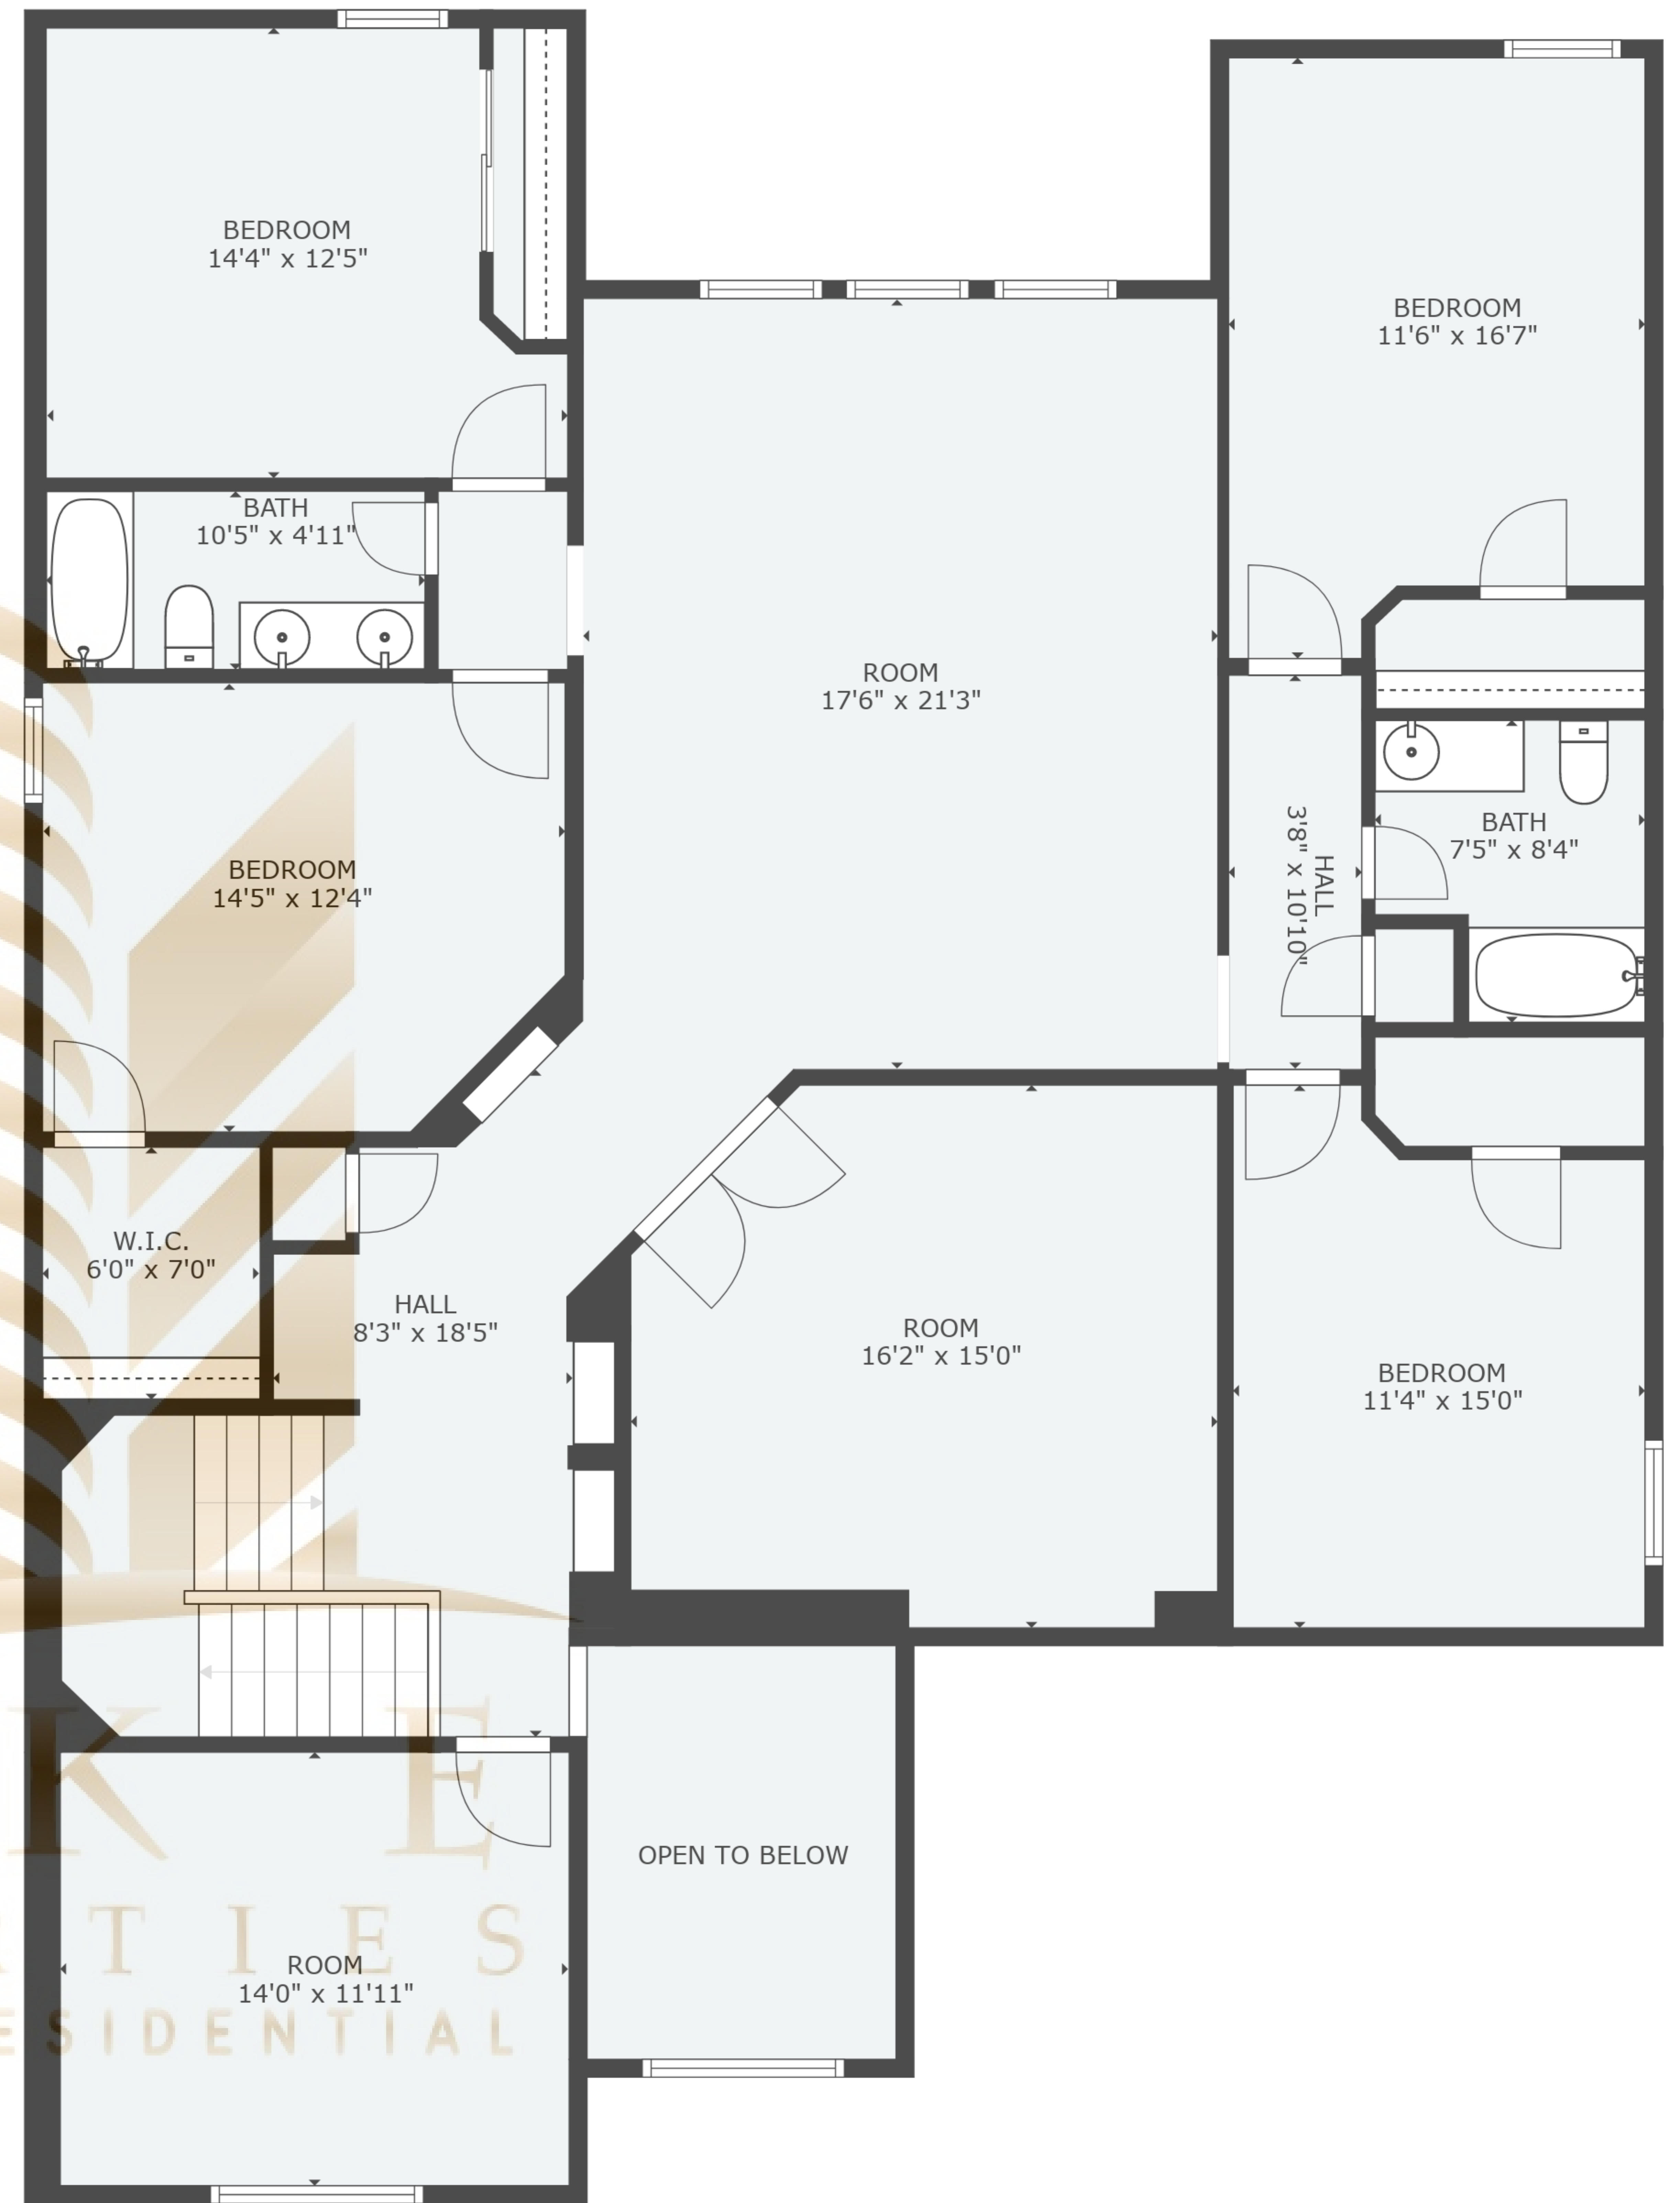 BEDROOM
14'4" x 12'5"
BEDROOM
11'6" x 16'7"
BATH
10'5" x 4'11"
ROOM
17'6" x 21'3"
BEDROOM
14'5" x 12'4"
HALL
3'8" x 10'10"
BATH
7'5" x 8'4"
W.I.C.
6'0" x 7'0"
HALL
8'3" x 18'5"
ROOM
16'2" x 15'0"
BEDROOM
11'4" x 15'0"
OPEN TO BELOW
ROOM
14'0" x 11'11"
K E
T I E S
ESIDENTIAL